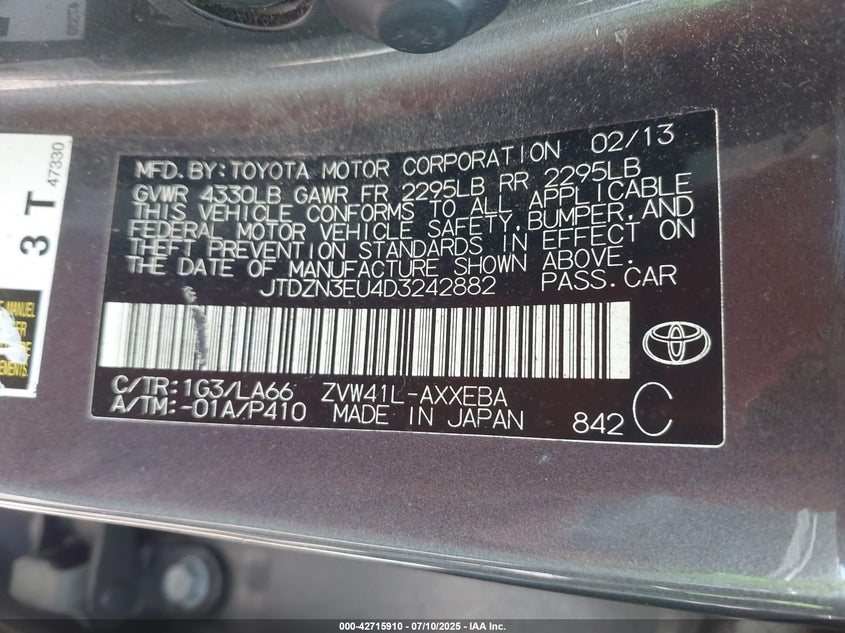 MFD. BY: TOYOTA MOTOR CORPORATION 02/13
GVWR 4330LB GAWR FR 2295LB RR 2295LB
THIS VEHICLE CONFORMS TO ALL APPLICABLE
FEDERAL MOTOR VEHICLE SAFETY, BUMPER, AND
THEFT PREVENTION STANDARDS IN EFFECT ON
THE DATE OF MANUFACTURE SHOWN ABOVE.
JTDZN3EU4D3242882 PASS. CAR
C/TR: 1G3/LA66 ZVW41L-AXXEBA
A/TM: -01A/P410 MADE IN JAPAN 842 C
3 T
47330
MANUEL
000-42715910 | 07/10/2025 - IAA Inc.